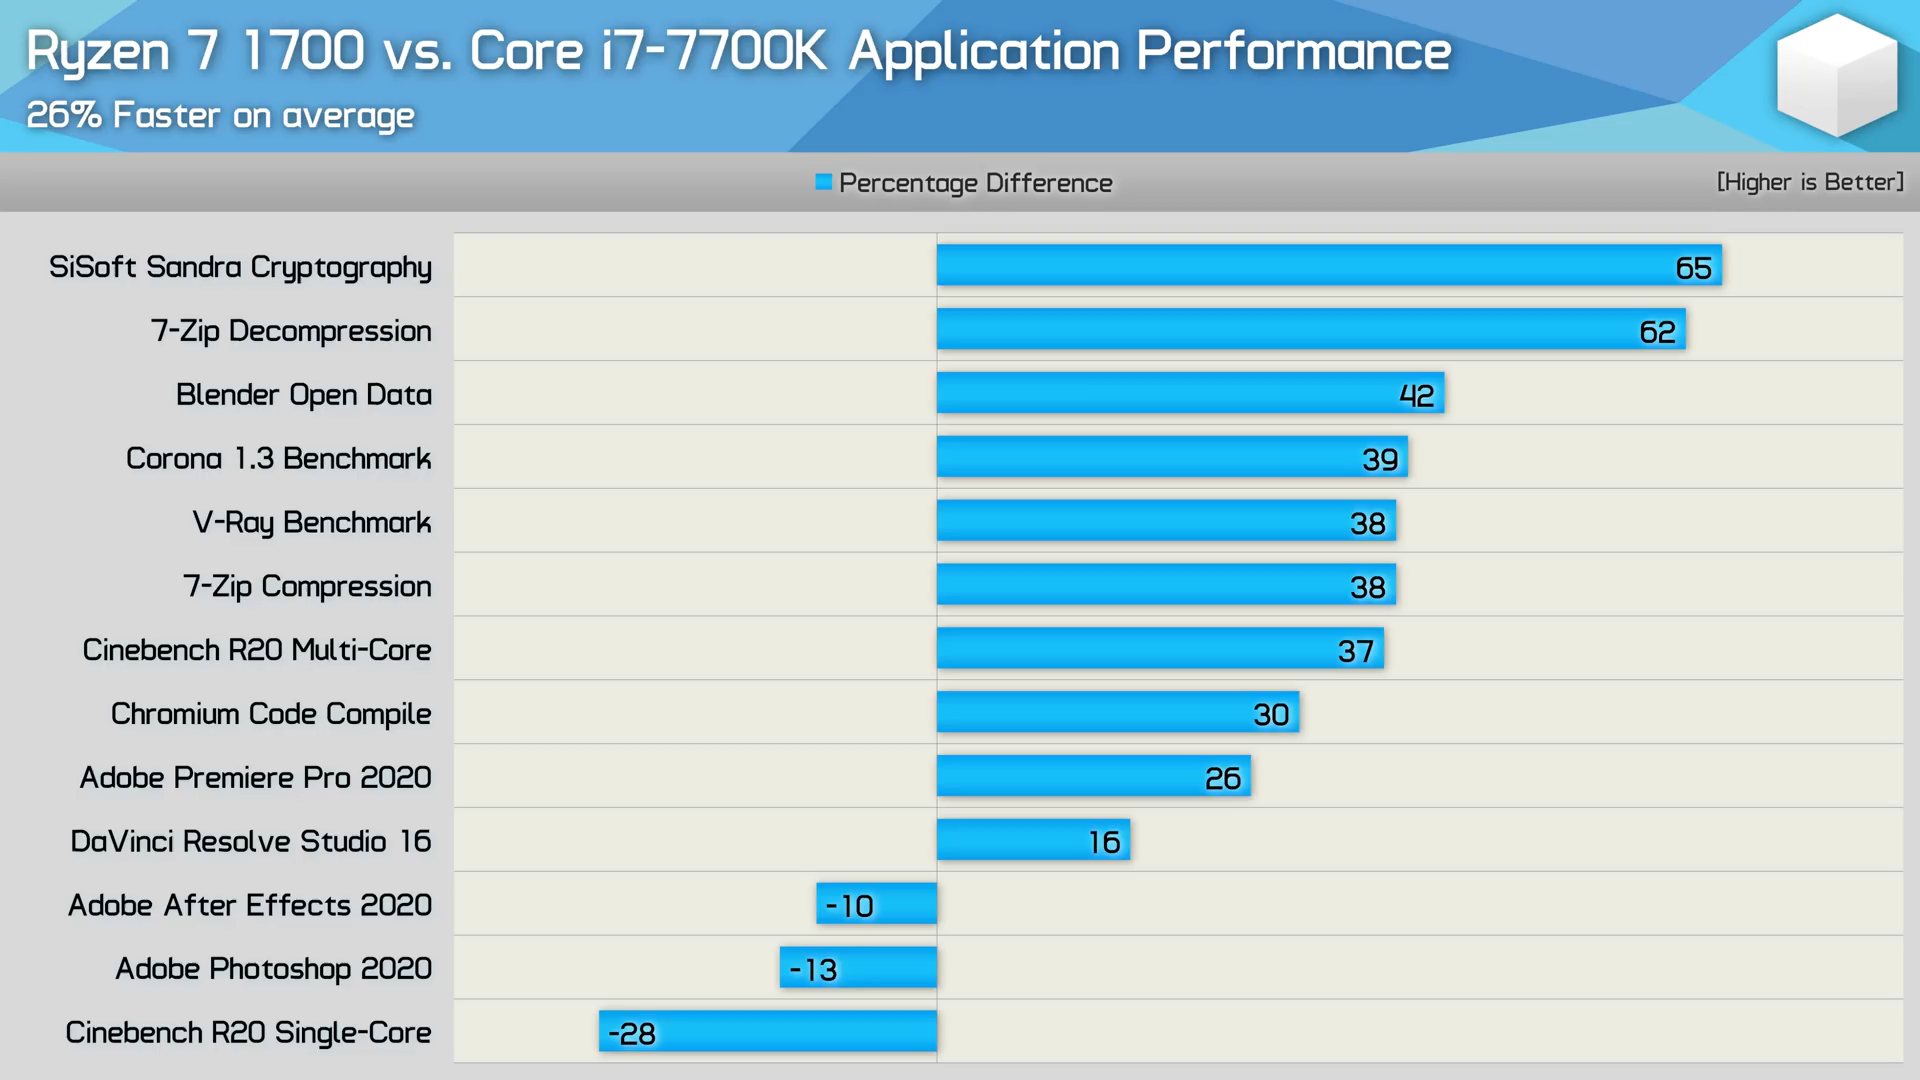 Ryzen 7 1700 vs. Core i7-7700K Application Performance
26% Faster on average
Percentage Difference
[Higher is Better]
SiSoft Sandra Cryptography 65
7-Zip Decompression 62
Blender Open Data 42
Corona 1.3 Benchmark 39
V-Ray Benchmark 38
7-Zip Compression 38
Cinebench R20 Multi-Core 37
Chromium Code Compile 30
Adobe Premiere Pro 2020 26
DaVinci Resolve Studio 16 16
Adobe After Effects 2020 -10
Adobe Photoshop 2020 -13
Cinebench R20 Single-Core -28